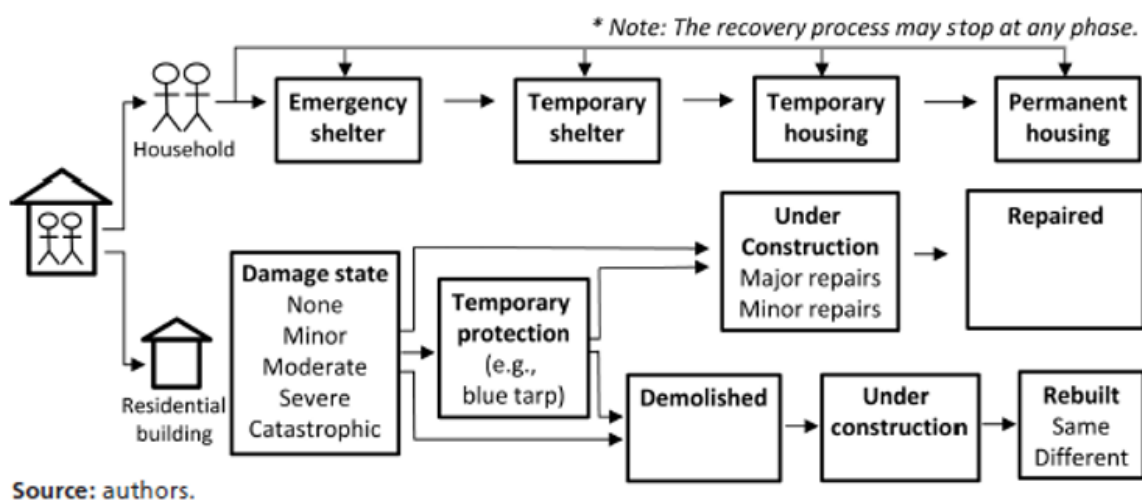 * Note: The recovery process may stop at any phase.
Household
Emergency
shelter
Temporary
shelter
Temporary
housing
Permanent
housing
Residential
building
Damage state
None
Minor
Moderate
Severe
Catastrophic
Temporary
protection
(e.g.,
blue tarp)
Under
Construction
Major repairs
Minor repairs
Repaired
Demolished
Under
construction
Rebuilt
Same
Different
Source: authors.